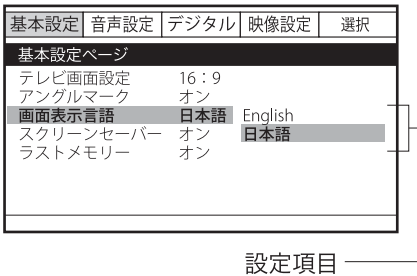 基本設定 音声設定 デジタル 映像設定 選択
基本設定ページ
テレビ画面設定 16：9
アングルマーク オン
画面表示言語 日本語 English
スクリーンセーバー オン 日本語
ラストメモリー オン
設定項目